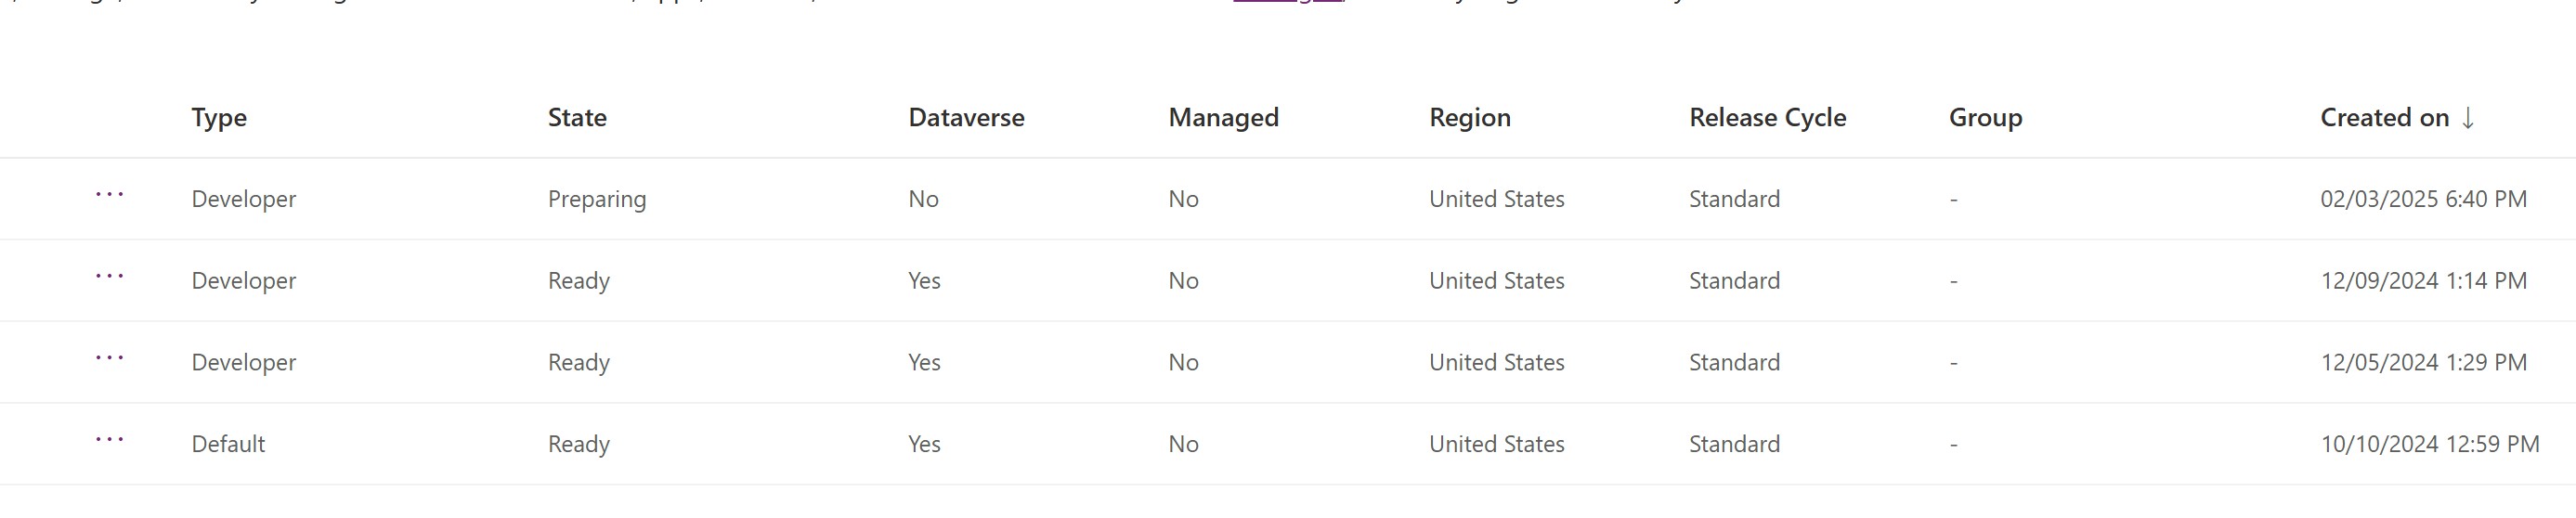 Type State Dataverse Managed Region Release Cycle Group Created on ↓
... Developer Preparing No No United States Standard - 02/03/2025 6:40 PM
... Developer Ready Yes No United States Standard - 12/09/2024 1:14 PM
... Developer Ready Yes No United States Standard - 12/05/2024 1:29 PM
... Default Ready Yes No United States Standard - 10/10/2024 12:59 PM